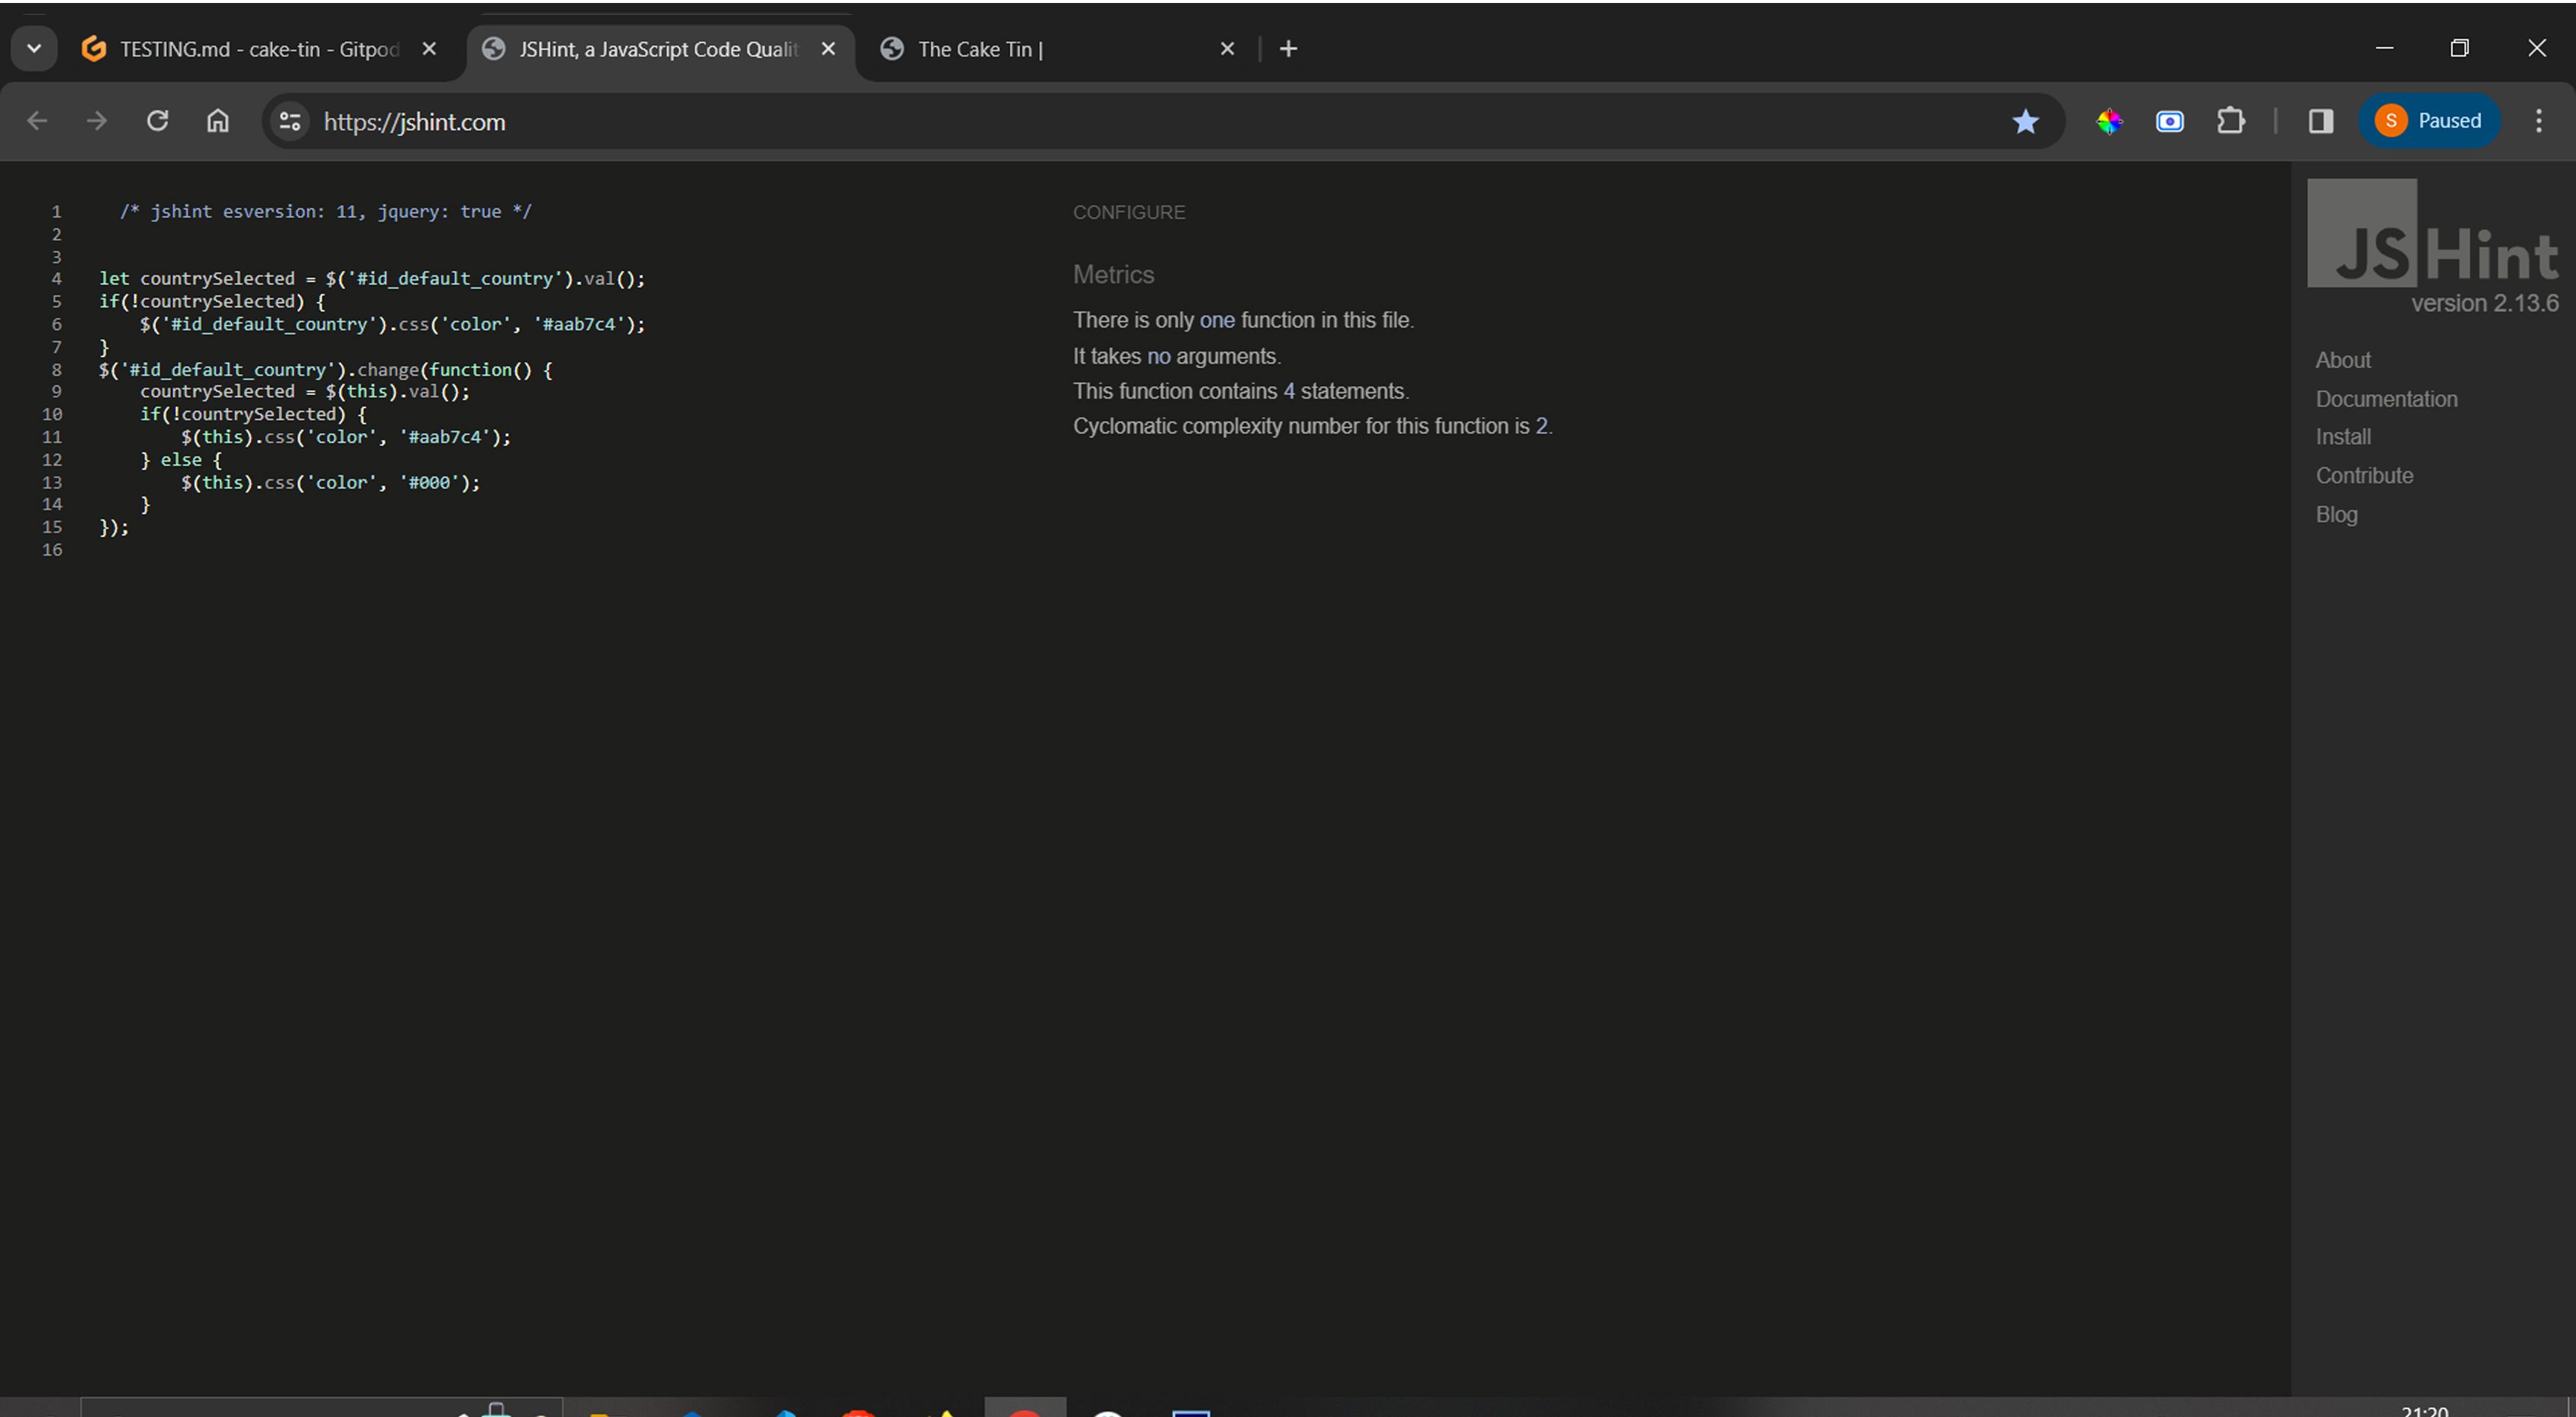 TESTING.md - cake-tin - Gitpod
JSHint, a JavaScript Code Qualit
The Cake Tin |
https://jshint.com
S Paused
1 /* jshint esversion: 11, jquery: true */
2
3
4 let countrySelected = $('#id_default_country').val();
5 if(!countrySelected) {
6 $('#id_default_country').css('color', '#aab7c4');
7 }
8 $('#id_default_country').change(function() {
9 countrySelected = $(this).val();
10 if(!countrySelected) {
11 $(this).css('color', '#aab7c4');
12 } else {
13 $(this).css('color', '#000');
14 }
15 });
16
CONFIGURE
Metrics
There is only one function in this file.
It takes no arguments.
This function contains 4 statements.
Cyclomatic complexity number for this function is 2.
JSHint
version 2.13.6
About
Documentation
Install
Contribute
Blog
21:20